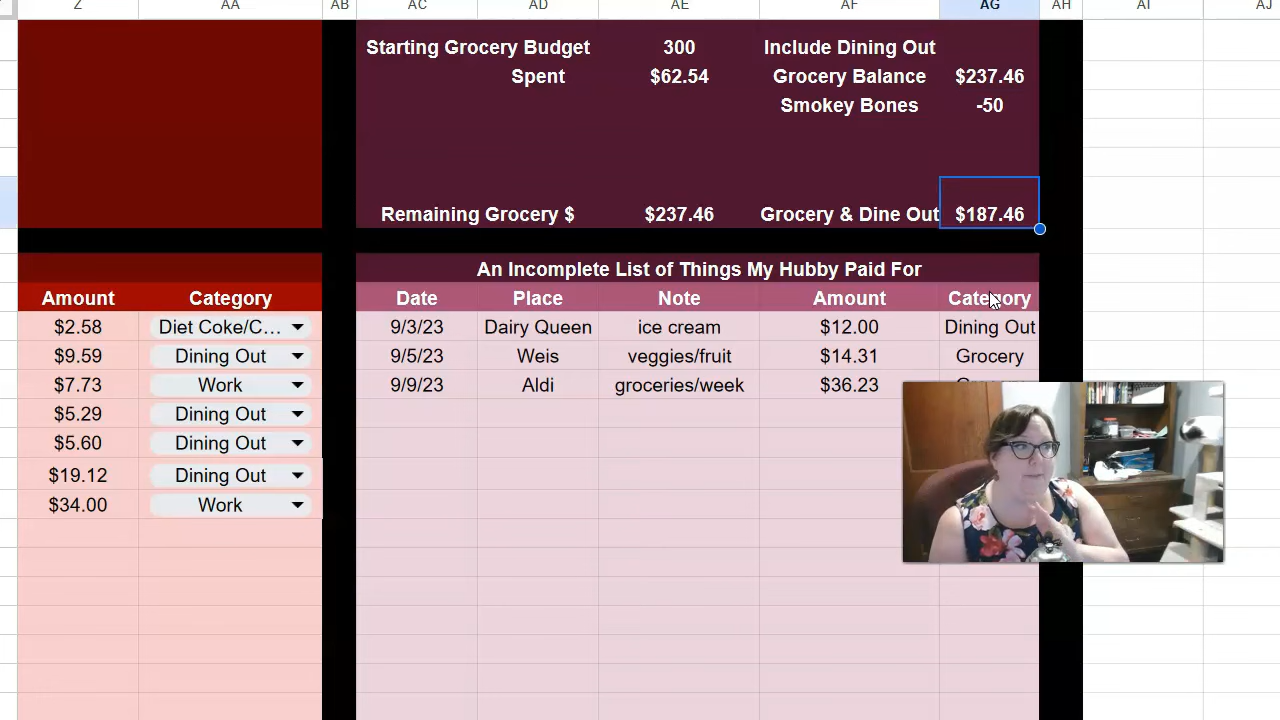 Z AA AB AC AD AE AF AG AH AI AJ
Starting Grocery Budget 300 Include Dining Out
Spent $62.54 Grocery Balance $237.46
Smokey Bones -50
Remaining Grocery $ $237.46 Grocery & Dine Out $187.46
An Incomplete List of Things My Hubby Paid For
Amount Category Date Place Note Amount Category
$2.58 Diet Coke/C... 9/3/23 Dairy Queen ice cream $12.00 Dining Out
$9.59 Dining Out 9/5/23 Weis veggies/fruit $14.31 Grocery
$7.73 Work 9/9/23 Aldi groceries/week $36.23
$5.29 Dining Out
$5.60 Dining Out
$19.12 Dining Out
$34.00 Work